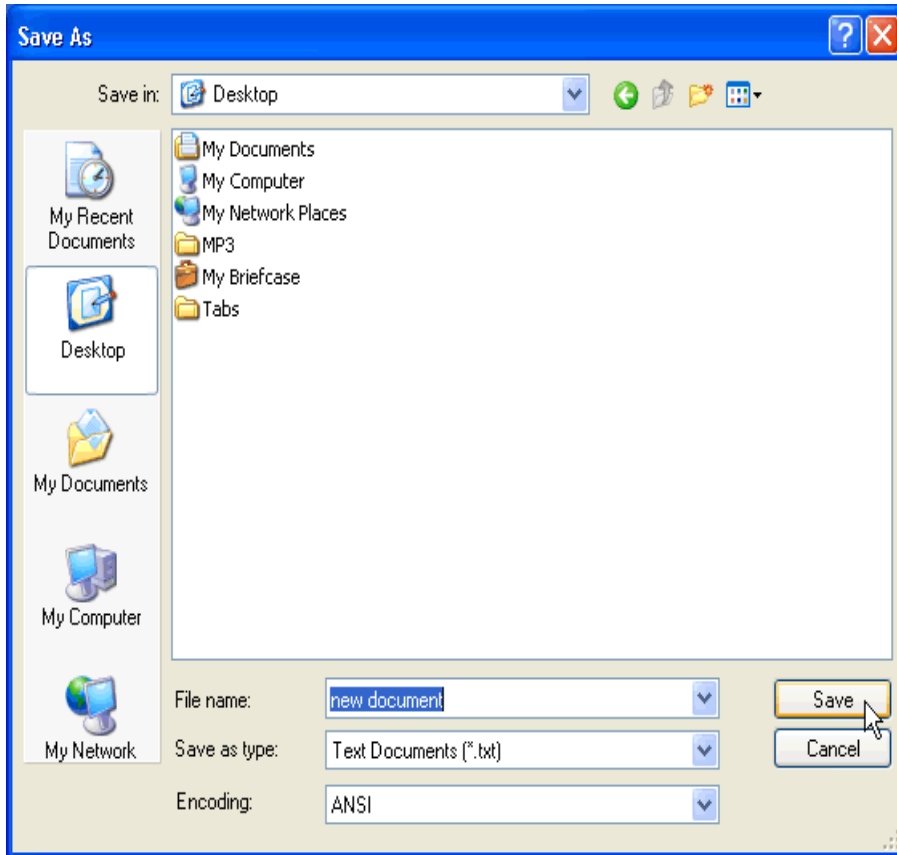 Save As
Save in: Desktop
My Recent
Documents
Desktop
My Documents
My Computer
My Network
My Documents
My Computer
My Network Places
MP3
My Briefcase
Tabs
File name: new document Save
Save as type: Text Documents (*.txt) Cancel
Encoding: ANSI